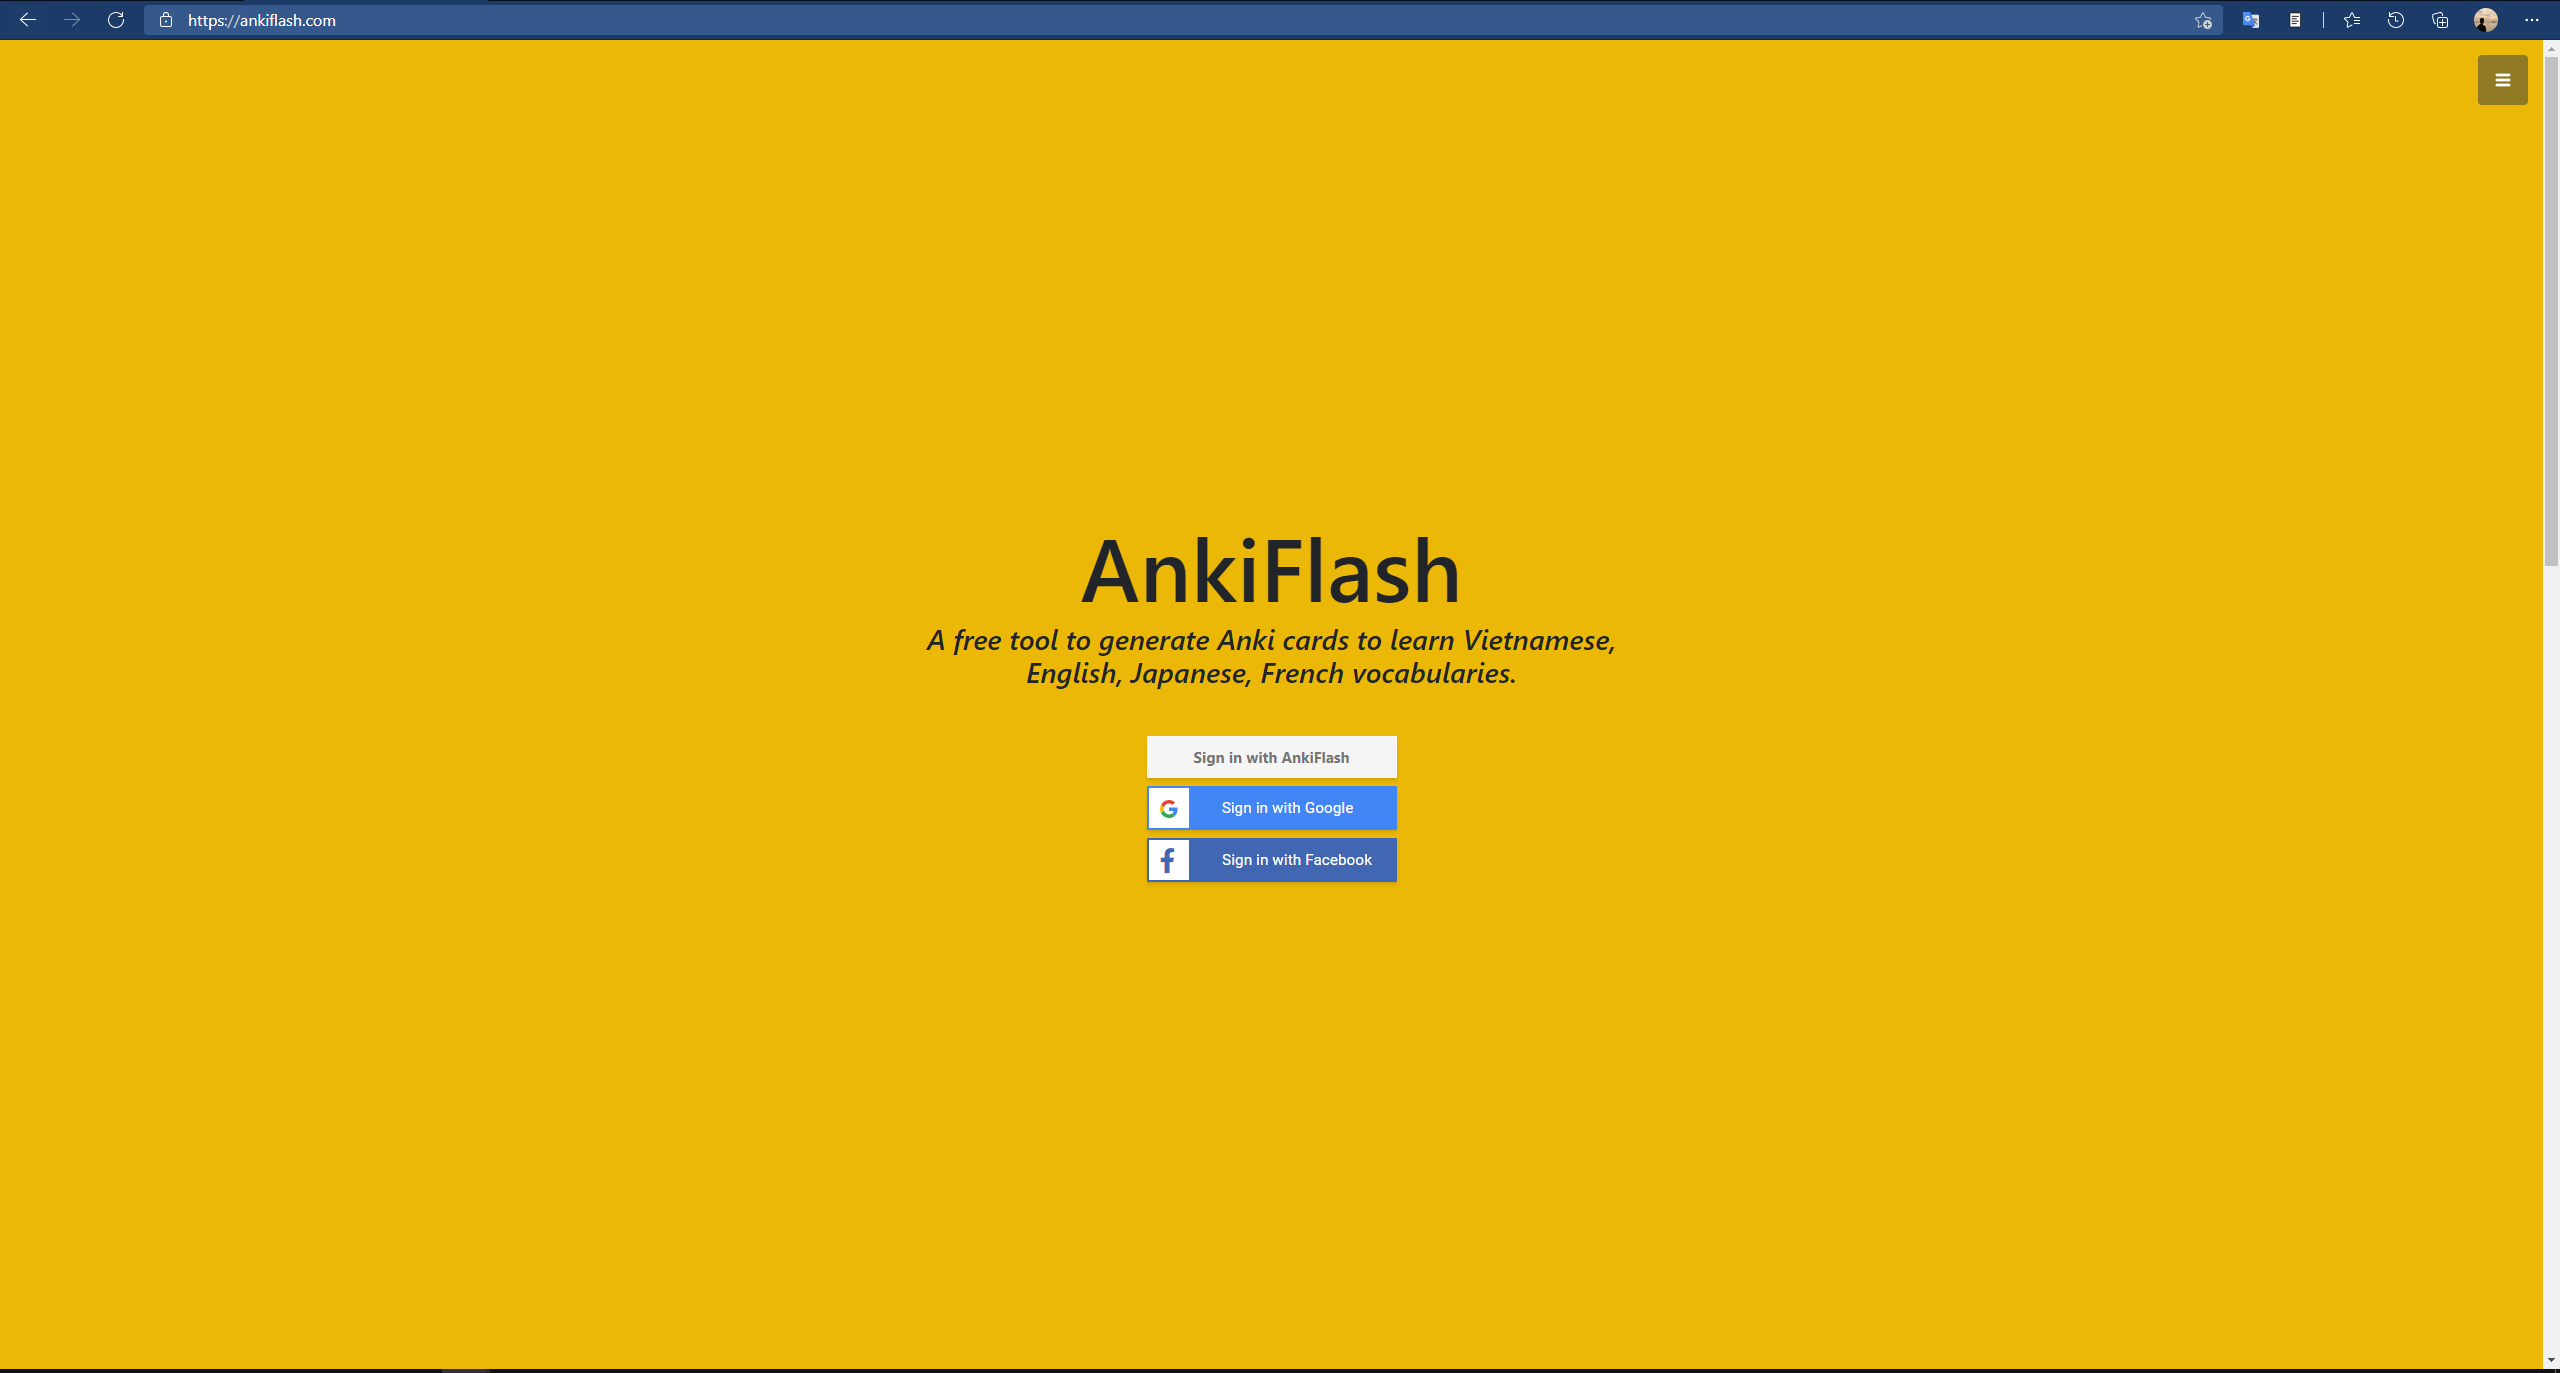 https://ankiflash.com
AnkiFlash
A free tool to generate Anki cards to learn Vietnamese,
English, Japanese, French vocabularies.
Sign in with AnkiFlash
Sign in with Google
Sign in with Facebook